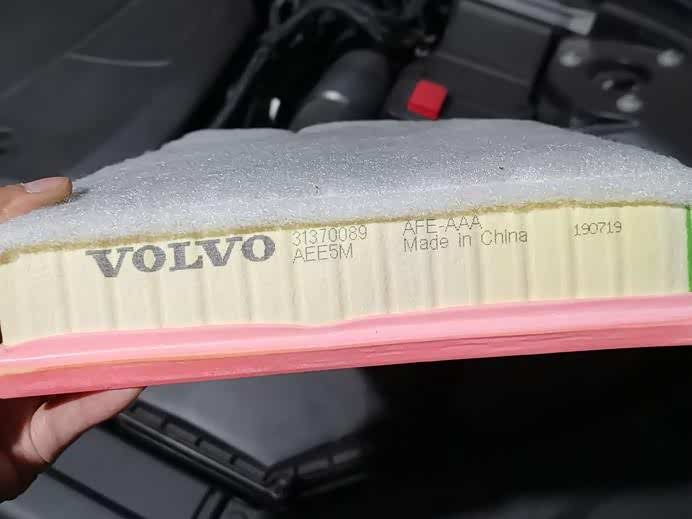 VOLVO
31370089
AEE5M
AFE-AAA
Made in China
190719